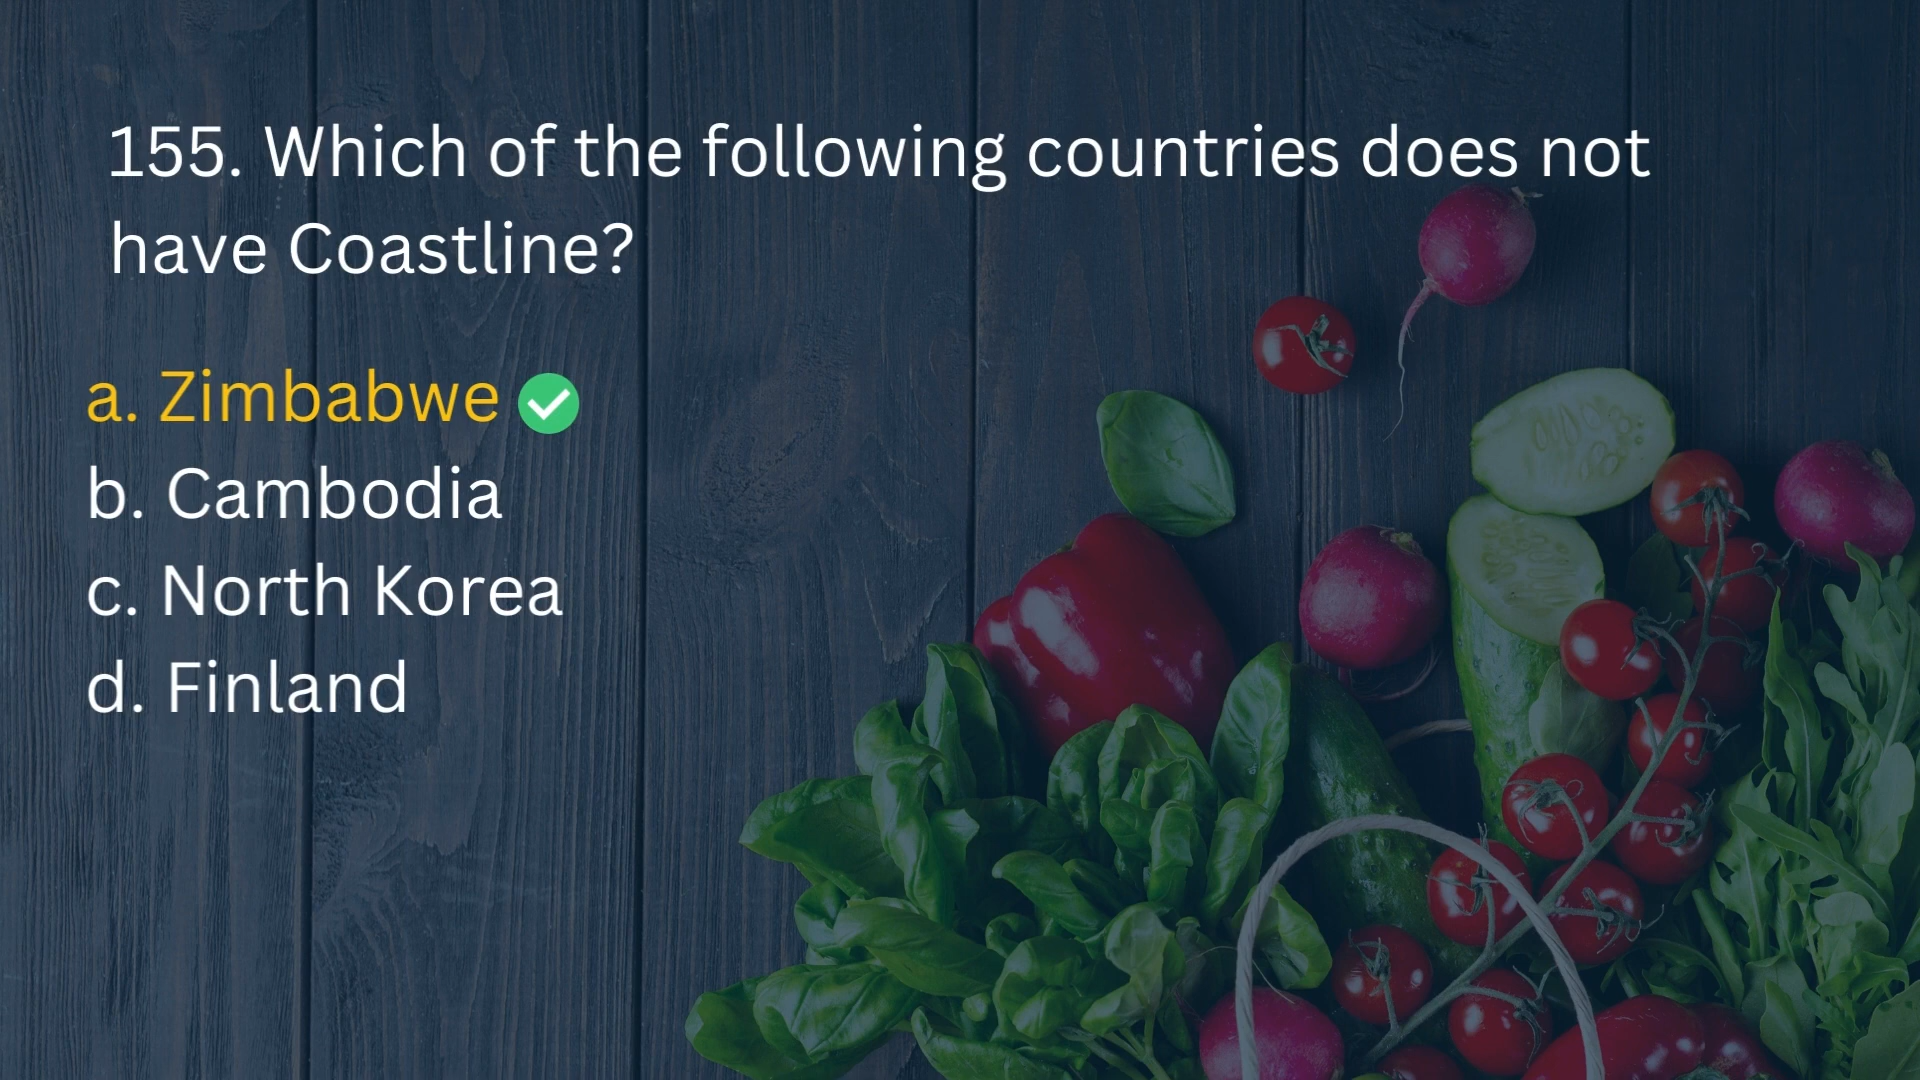 155. Which of the following countries does not
have Coastline?
a. Zimbabwe
b. Cambodia
c. North Korea
d. Finland